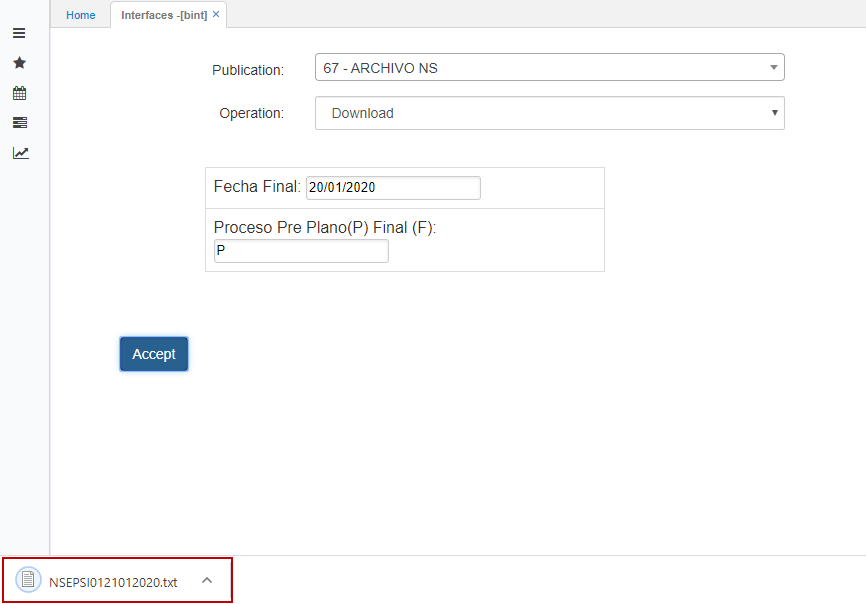 Home
Interfaces -[bint] ×
Publication:
67 - ARCHIVO NS
Operation:
Download
Fecha Final:
20/01/2020
Proceso Pre Plano(P) Final (F):
P
Accept
NSEPSI0121012020.txt